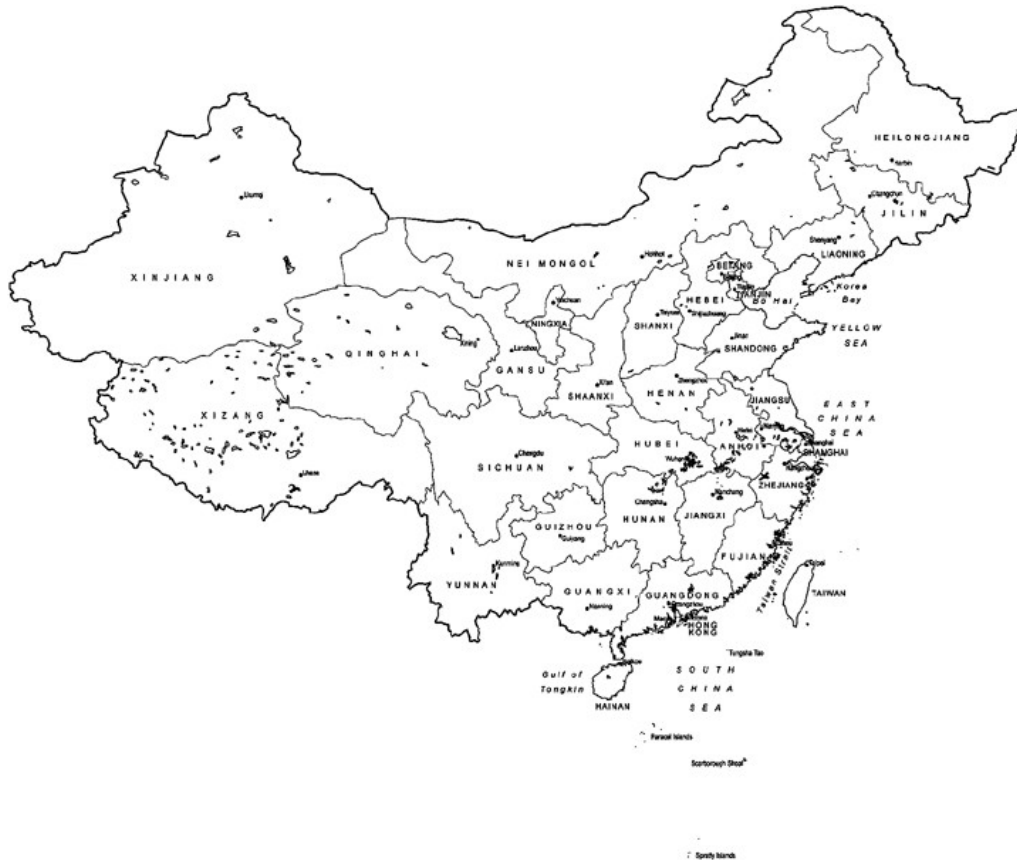 HEILONGJIANG
Harbin
Changchun
JILIN
Urumqi
Shenyang
LIAONING
Hohhot
NEI MONGOL
BEIJING
XINJIANG
TIANJIN
Korea
Bay
Bo Hai
HEBEI
Yinchuan
Taiyuan
Shijiazhuang
NINGXIA
SHANXI
YELLOW
SEA
Jinan
Xining
Lanzhou
SHANDONG
QINGHAI
GANSU
Xi'an
Zhengzhou
SHAANXI
HENAN
JIANGSU
EAST
CHINA
SEA
XIZANG
HUBEI
Hefei
Nanjing
ANHUI
Shanghai
SHANGHAI
Chengdu
Wuhan
SICHUAN
Lhasa
ZHEJIANG
Nanchang
Changsha
HUNAN
JIANGXI
GUIZHOU
Guiyang
FUJIAN
Kunming
Taipei
YUNNAN
GUANGXI
GUANGDONG
Taiwan Strait
TAIWAN
Nanning
Guangzhou
HONG
KONG
Tungsha Tao
Gulf of
Tongkin
SOUTH
CHINA
SEA
HAINAN
Paracel Islands
Scarborough Shoal
Spratly Islands